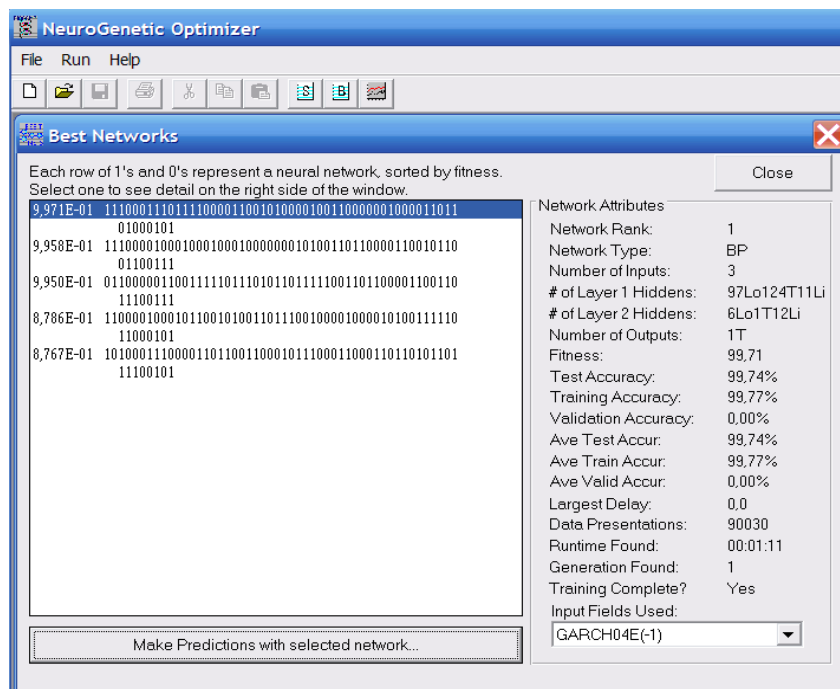 NeuroGenetic Optimizer
File Run Help
Best Networks
Each row of 1's and 0's represent a neural network, sorted by fitness.
Select one to see detail on the right side of the window.
Close
9,971E-01 1110001110111100001100101000010011000000100001101 1
01000101
9,958E-01 11100001000100010001000000010100110110000110010110
01100111
9,950E-01 01100000110011111011101011011111001101100001100110
11100111
8,786E-01 11000010001011001010011011100100001000010100111110
11000101
8,767E-01 10100011100001101100110001011100011000110110101101
11100101
Make Predictions with selected network...
Network Attributes
Network Rank: 1
Network Type: BP
Number of Inputs: 3
# of Layer 1 Hiddens: 97Lo124T11Li
# of Layer 2 Hiddens: 6Lo1T12Li
Number of Outputs: 1T
Fitness: 99,71
Test Accuracy: 99,74%
Training Accuracy: 99,77%
Validation Accuracy: 0,00%
Ave Test Accur: 99,74%
Ave Train Accur: 99,77%
Ave Valid Accur: 0,00%
Largest Delay: 0,0
Data Presentations: 90030
Runtime Found: 00:01:11
Generation Found: 1
Training Complete? Yes
Input Fields Used:
GARCH04E(-1)